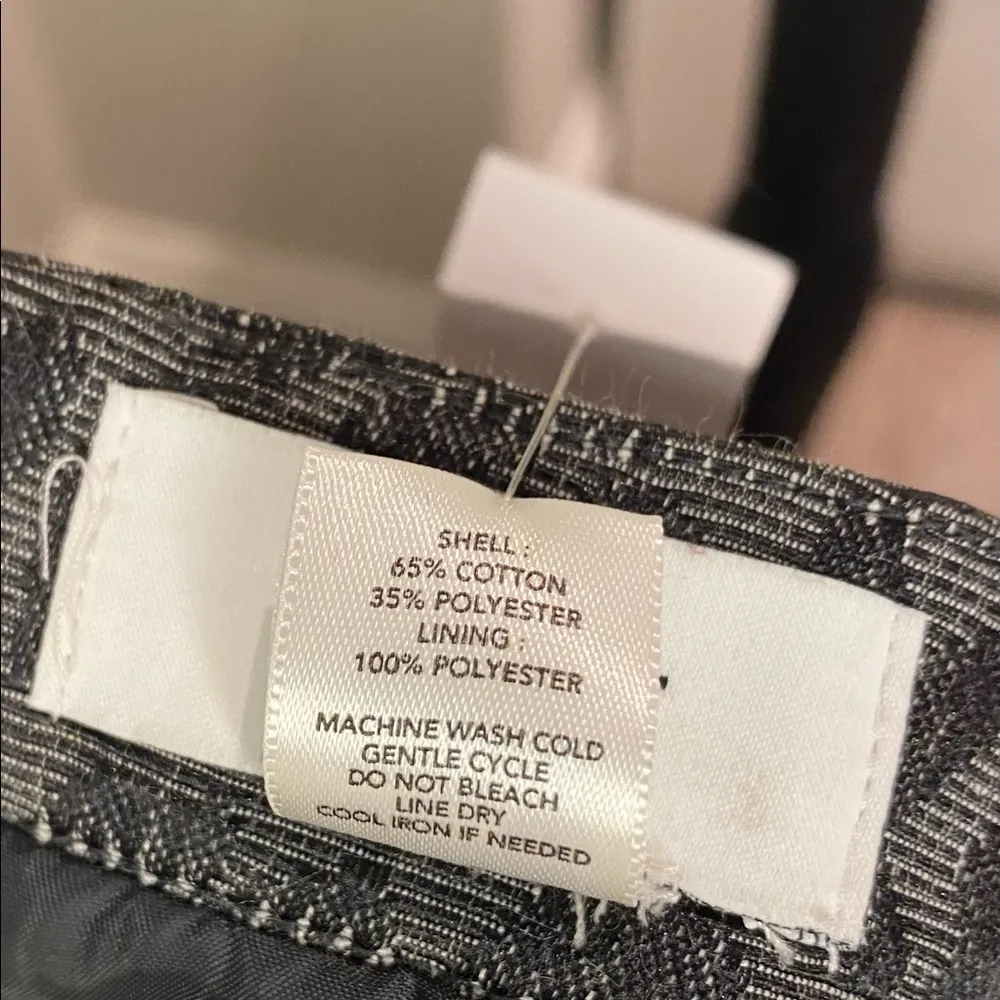 SHELL :
65% COTTON
35% POLYESTER
LINING :
100% POLYESTER
MACHINE WASH COLD
GENTLE CYCLE
DO NOT BLEACH
LINE DRY
COOL IRON IF NEEDED